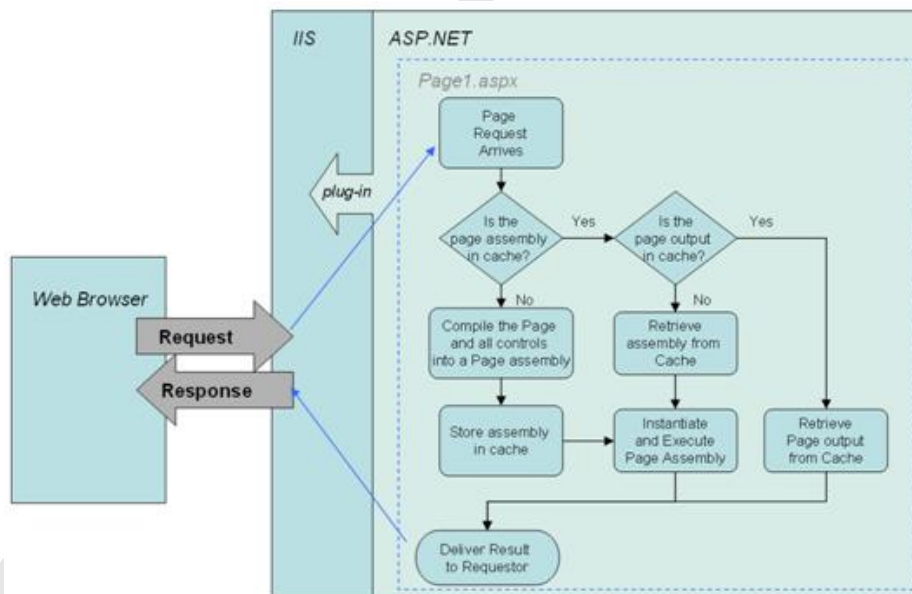 IIS
ASP.NET
Page1.aspx
Page
Request
Arrives
plug-in
Is the
page assembly
in cache?
Yes
Is the
page output
in cache?
Yes
Web Browser
No
No
Request
Compile the Page
and all controls
into a Page assembly
Retrieve
assembly from
Cache
Response
Store assembly
in cache
Instantiate
and Execute
Page Assembly
Retrieve
Page output
from Cache
Deliver Result
to Requestor